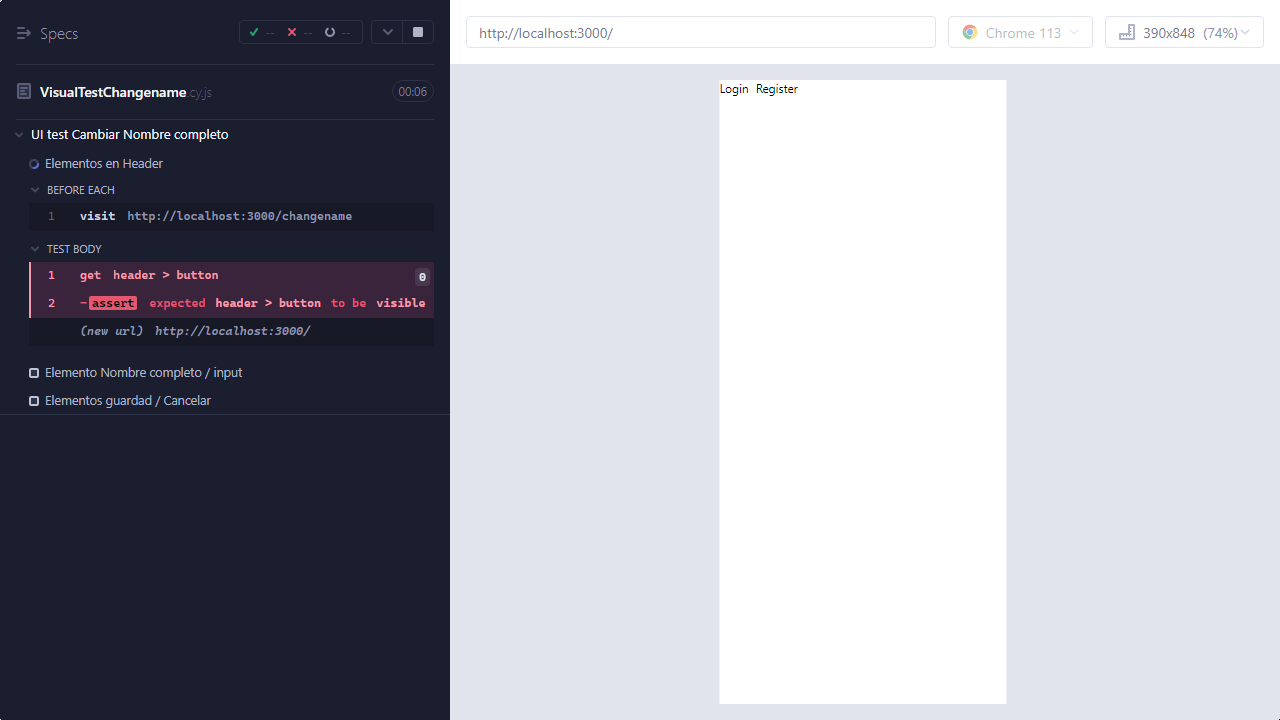 Specs
-- -- --
VisualTestChangename.cy.js 00:06
UI test Cambiar Nombre completo
Elementos en Header
BEFORE EACH
1 visit http://localhost:3000/changename
TEST BODY
1 get header > button 0
2 -assert expected header > button to be visible
(new url) http://localhost:3000/
Elemento Nombre completo / input
Elementos guardad / Cancelar
http://localhost:3000/ Chrome 113 390x848 (74%)
Login Register